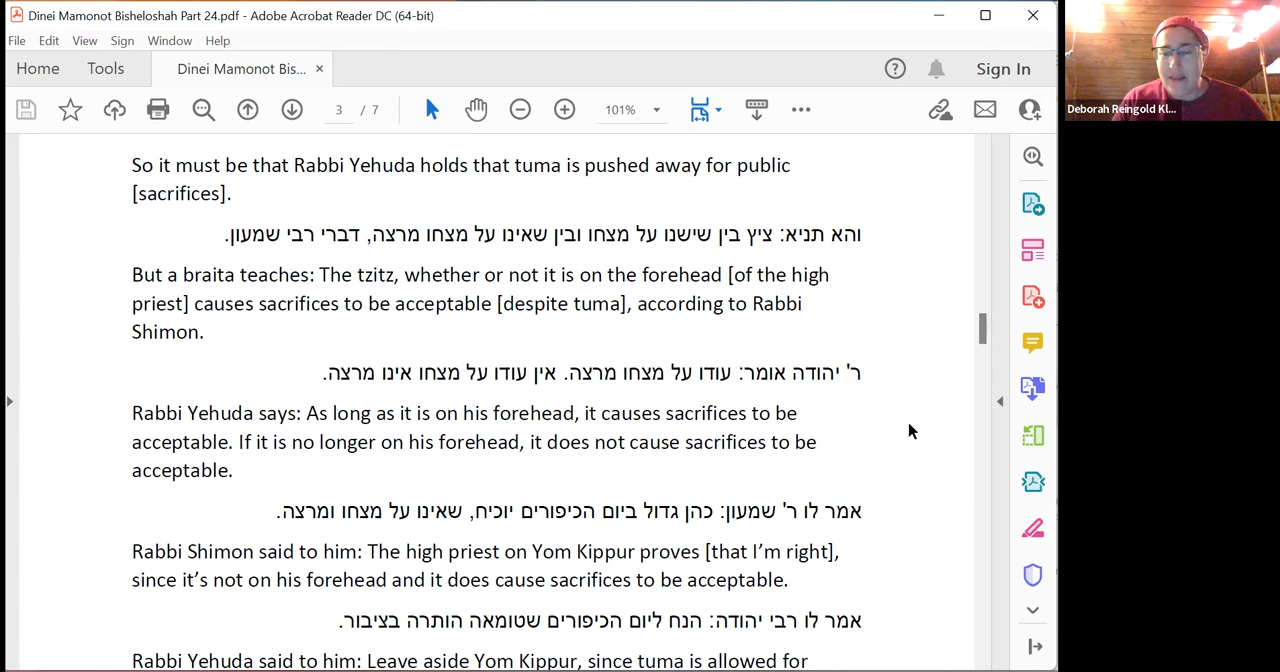 Dinei Mamonot Bisheloshah Part 24.pdf - Adobe Acrobat Reader DC (64-bit)
File Edit View Sign Window Help
Home Tools Dinei Mamonot Bis... × Sign In
3 / 7 101%
So it must be that Rabbi Yehuda holds that tuma is pushed away for public
[sacrifices].
והא תניא: ציץ בין שישנו על מצחו ובין שאינו על מצחו מרצה, דברי רבי שמעון.
But a braita teaches: The tzitz, whether or not it is on the forehead [of the high
priest] causes sacrifices to be acceptable [despite tuma], according to Rabbi
Shimon.
ר' יהודה אומר: עודו על מצחו מרצה. אין עודו על מצחו אינו מרצה.
Rabbi Yehuda says: As long as it is on his forehead, it causes sacrifices to be
acceptable. If it is no longer on his forehead, it does not cause sacrifices to be
acceptable.
אמר לו ר' שמעון: כהן גדול ביום הכיפורים יוכיח, שאינו על מצחו ומרצה.
Rabbi Shimon said to him: The high priest on Yom Kippur proves [that I’m right],
since it’s not on his forehead and it does cause sacrifices to be acceptable.
אמר לו רבי יהודה: הנח ליום הכיפורים שטומאה הותרה בציבור.
Rabbi Yehuda said to him: Leave aside Yom Kippur, since tuma is allowed for
Deborah Reingold Kl...